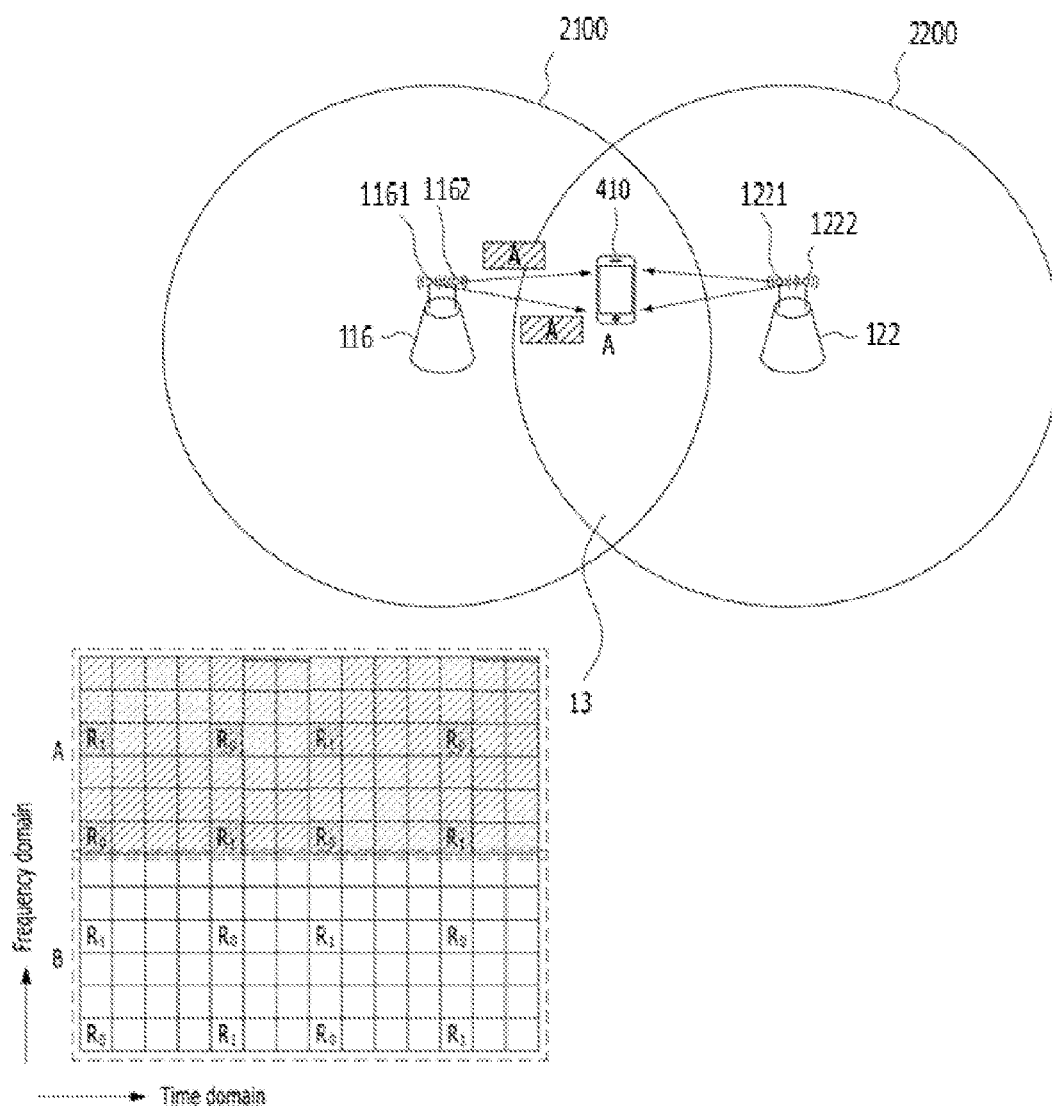 2100
2200
1161
1162
410
1221
1222
A
A
A
116
122
13
A
R₁ R₀ R₁ R₀
R₀ R₁ R₀ R₁
B
R₁ R₀ R₁ R₀
R₀ R₁ R₀ R₁
Frequency domain
Time domain